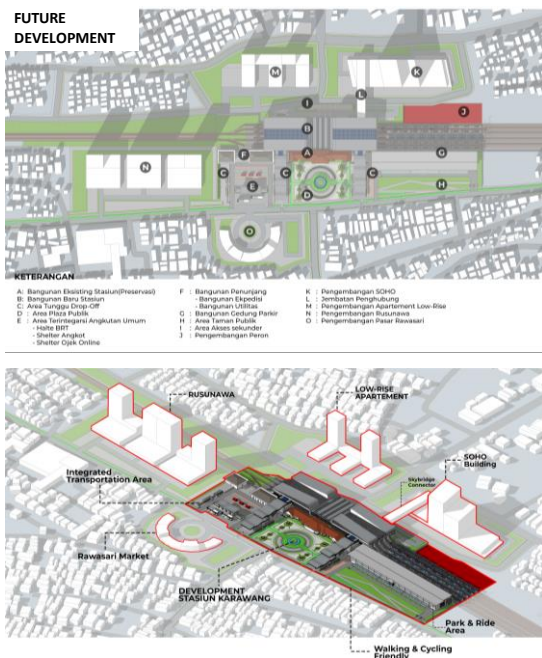 FUTURE
DEVELOPMENT
M
K
L
I
J
B
A
G
F
N
C
C
C
E
D
H
O
KETERANGAN
A: Bangunan Eksisting Stasiun(Preservasi)
B: Bangunan Baru Stasiun
C: Area Tunggu Drop-Off
D : Area Plaza Publik
E : Area Terintegrasi Angkutan Umum
- Halte BRT
- Shelter Angkot
- Shelter Ojek Online
F : Bangunan Penunjang
- Bangunan Ekpedisi
- Bangunan Utilitas
G : Bangunan Gedung Parkir
H : Area Taman Publik
I : Area Akses sekunder
J : Pengembangan Peron
K : Pengembangan SOHO
L : Jembatan Penghubung
M : Pengembangan Apartement Low-Rise
N : Pengembangan Rusunawa
O : Pengembangan Pasar Rawasari
RUSUNAWA
LOW-RISE
APARTEMENT
SOHO
Building
Skybridge
Connector
Integrated
Transportation Area
Rawasari Market
DEVELOPMENT
STASIUN KARAWANG
Park & Ride
Area
Walking & Cycling
Friendly